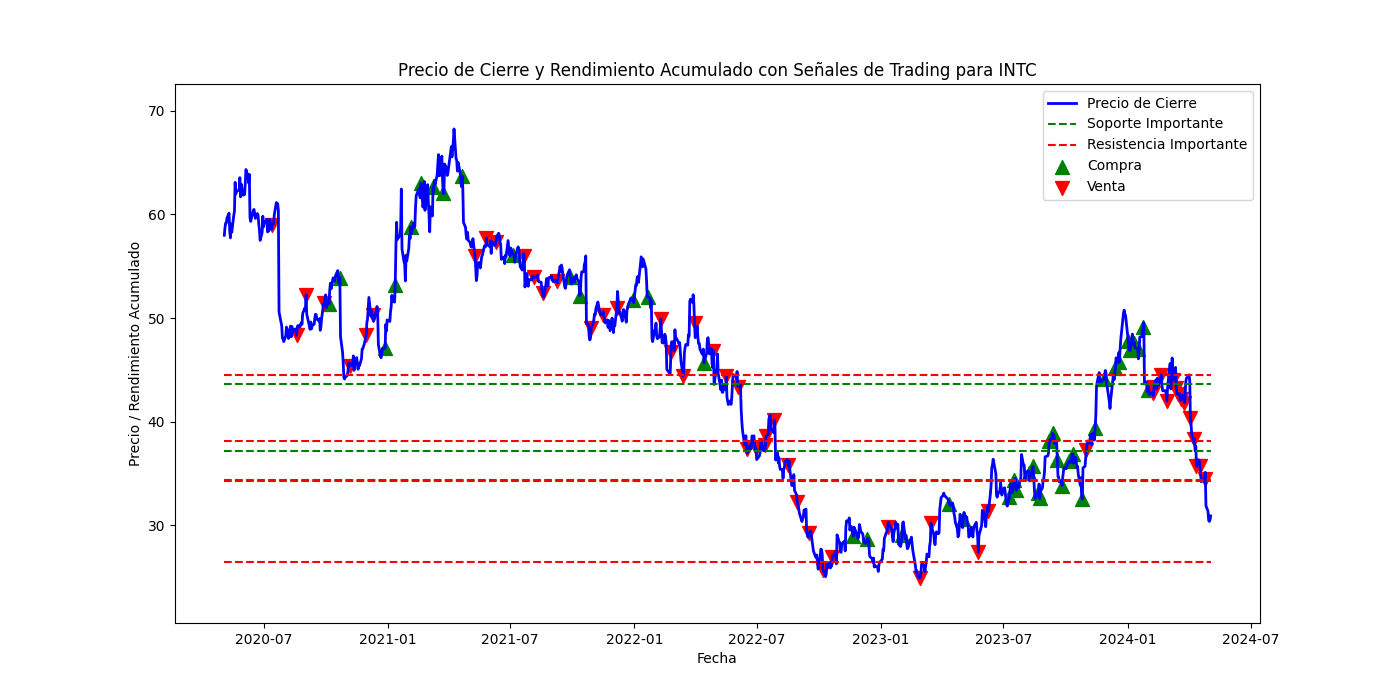 Precio de Cierre y Rendimiento Acumulado con Señales de Trading para INTC
Precio de Cierre
Soporte Importante
Resistencia Importante
Compra
Venta
Precio / Rendimiento Acumulado
70
60
50
40
30
2020-07
2021-01
2021-07
2022-01
2022-07
2023-01
2023-07
2024-01
2024-07
Fecha